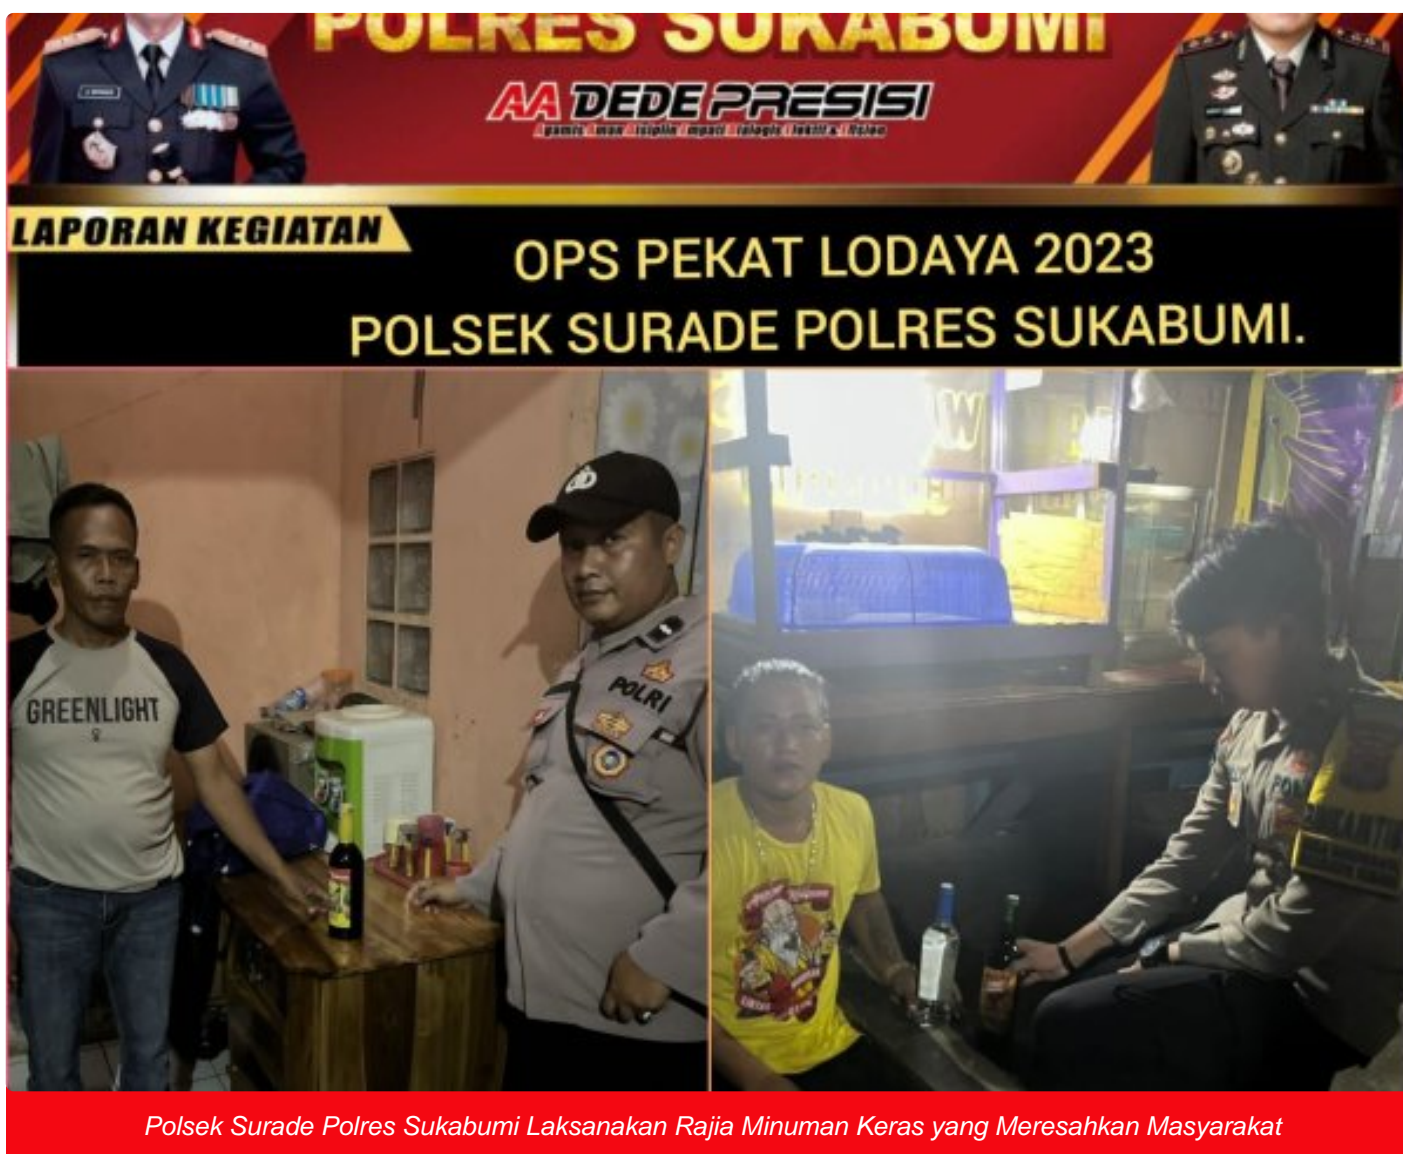 POLRES SUKABUMI
AA DEDE PRESISI
LAPORAN KEGIATAN
OPS PEKAT LODAYA 2023
POLSEK SURADE POLRES SUKABUMI.
GREENLIGHT
POLRI
Polsek Surade Polres Sukabumi Laksanakan Rajia Minuman Keras yang Meresahkan Masyarakat